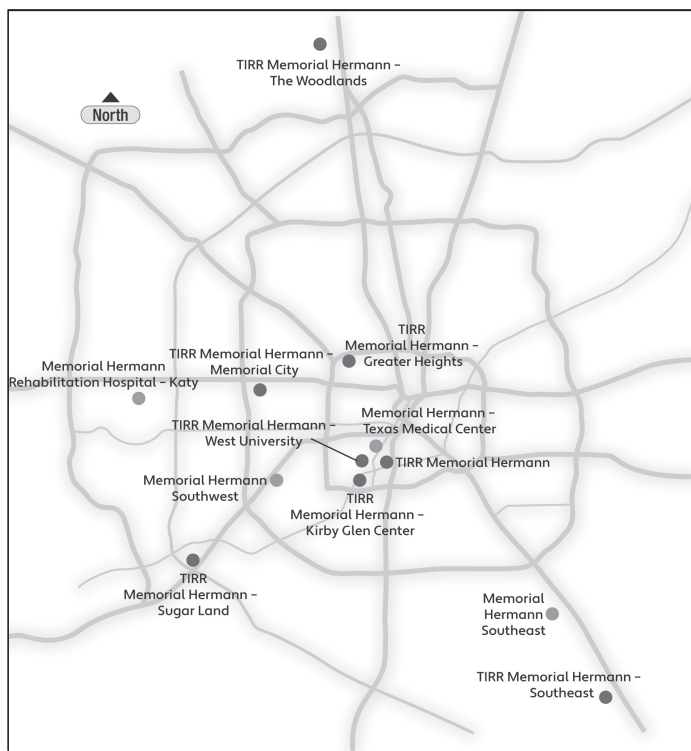 TIRR Memorial Hermann –
The Woodlands
North
TIRR
Memorial Hermann –
Greater Heights
TIRR Memorial Hermann –
Memorial City
Memorial Hermann
Rehabilitation Hospital – Katy
Memorial Hermann –
Texas Medical Center
TIRR Memorial Hermann –
West University
TIRR Memorial Hermann
Memorial Hermann
Southwest
TIRR
Memorial Hermann –
Kirby Glen Center
TIRR
Memorial Hermann –
Sugar Land
Memorial
Hermann
Southeast
TIRR Memorial Hermann –
Southeast